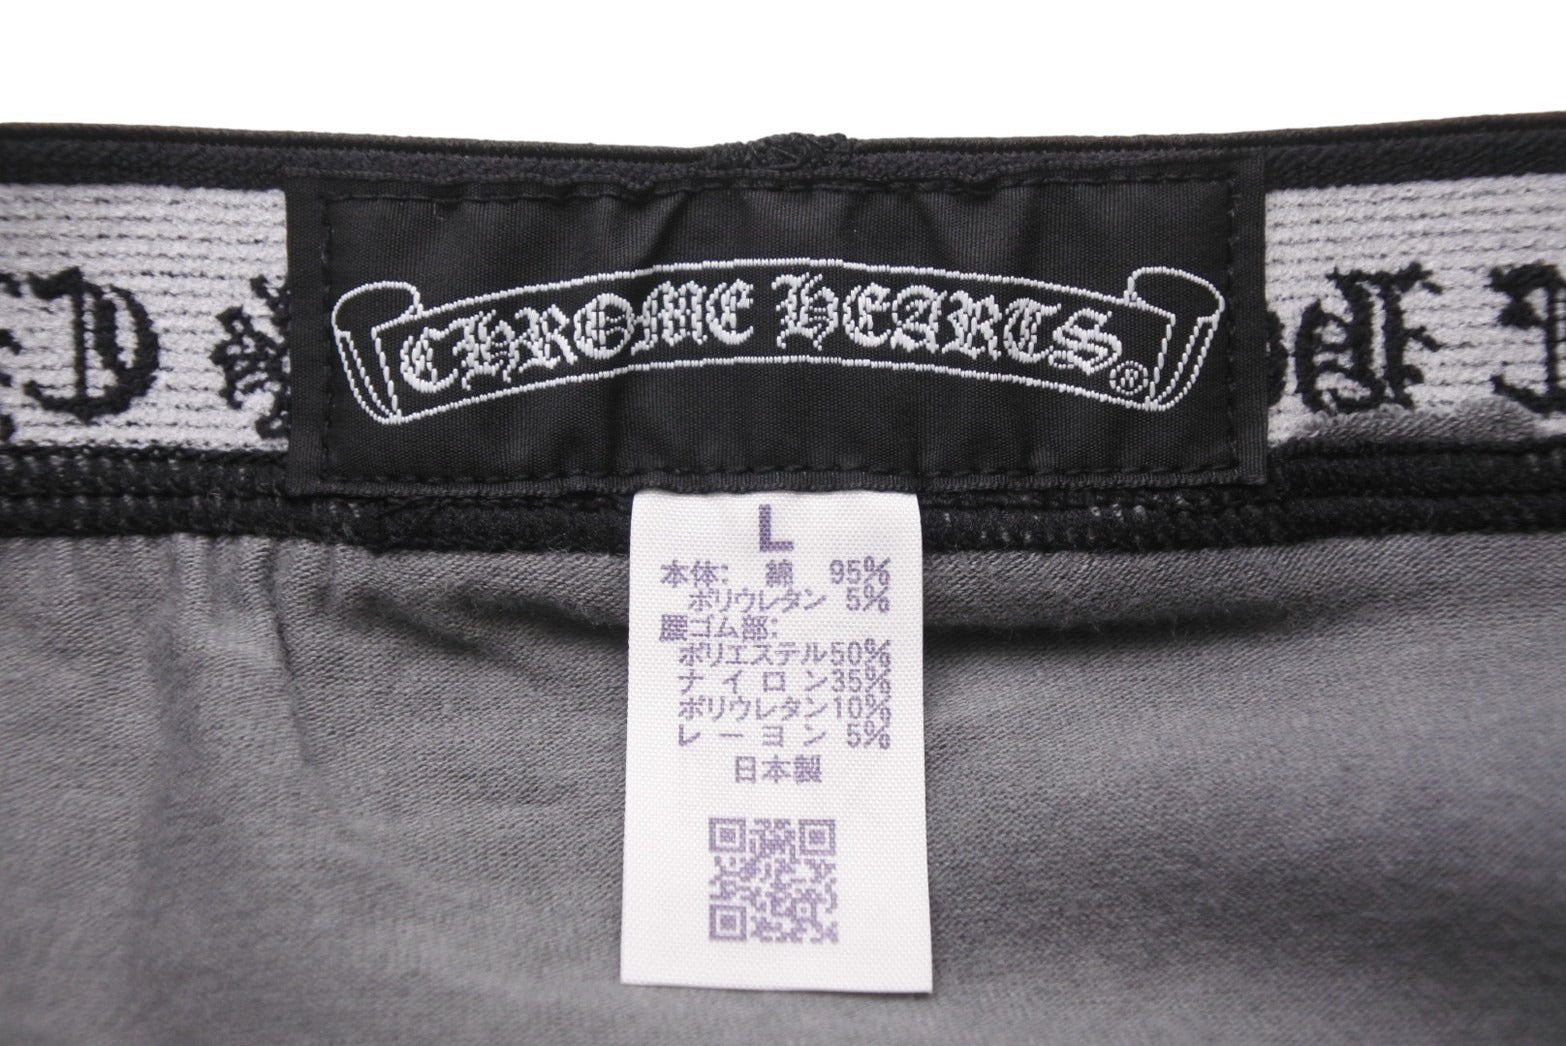 CHROME HEARTS®
L
本体: 綿 95%
ポリウレタン 5%
腰ゴム部:
ポリエステル50%
ナイロン35%
ポリウレタン10%
レーヨン 5%
日本製